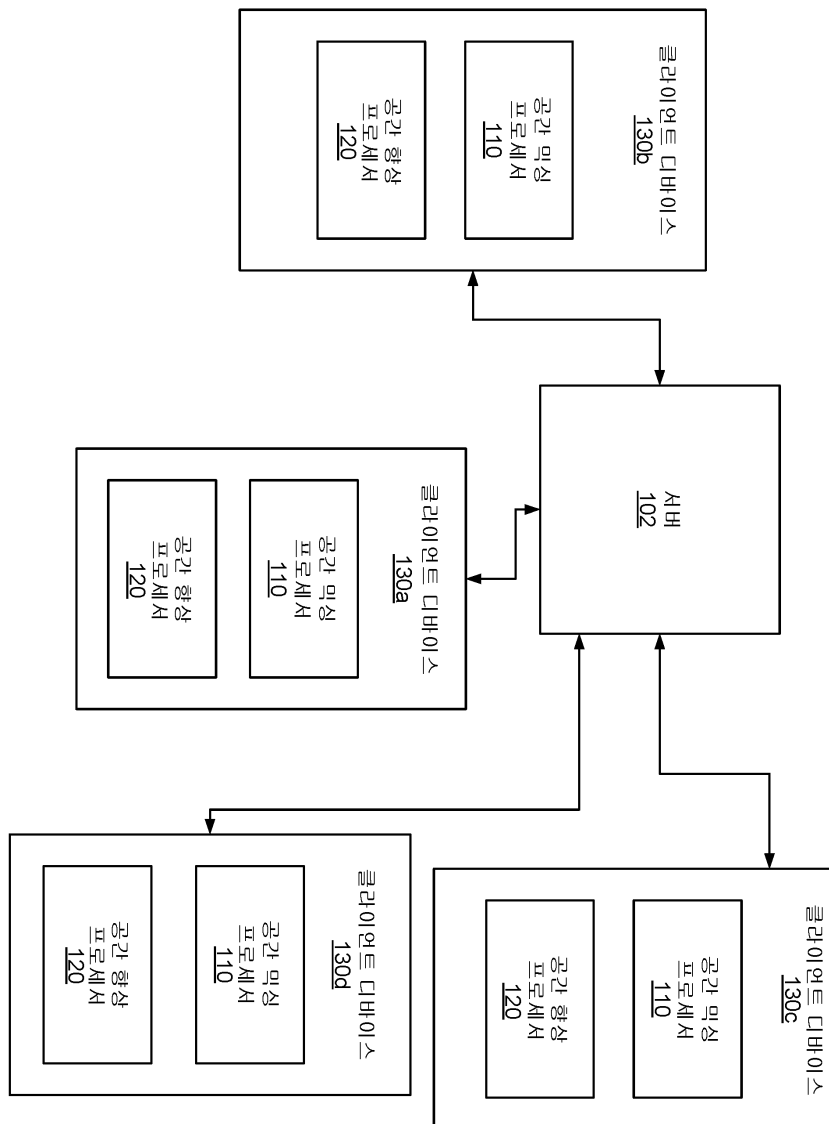 클라이언트 디바이스
130b
공간 믹싱
프로세서
110
공간 향상
프로세서
120
서버
102
클라이언트 디바이스
130a
공간 믹싱
프로세서
110
공간 향상
프로세서
120
클라이언트 디바이스
130c
공간 믹싱
프로세서
110
공간 향상
프로세서
120
클라이언트 디바이스
130d
공간 믹싱
프로세서
110
공간 향상
프로세서
120